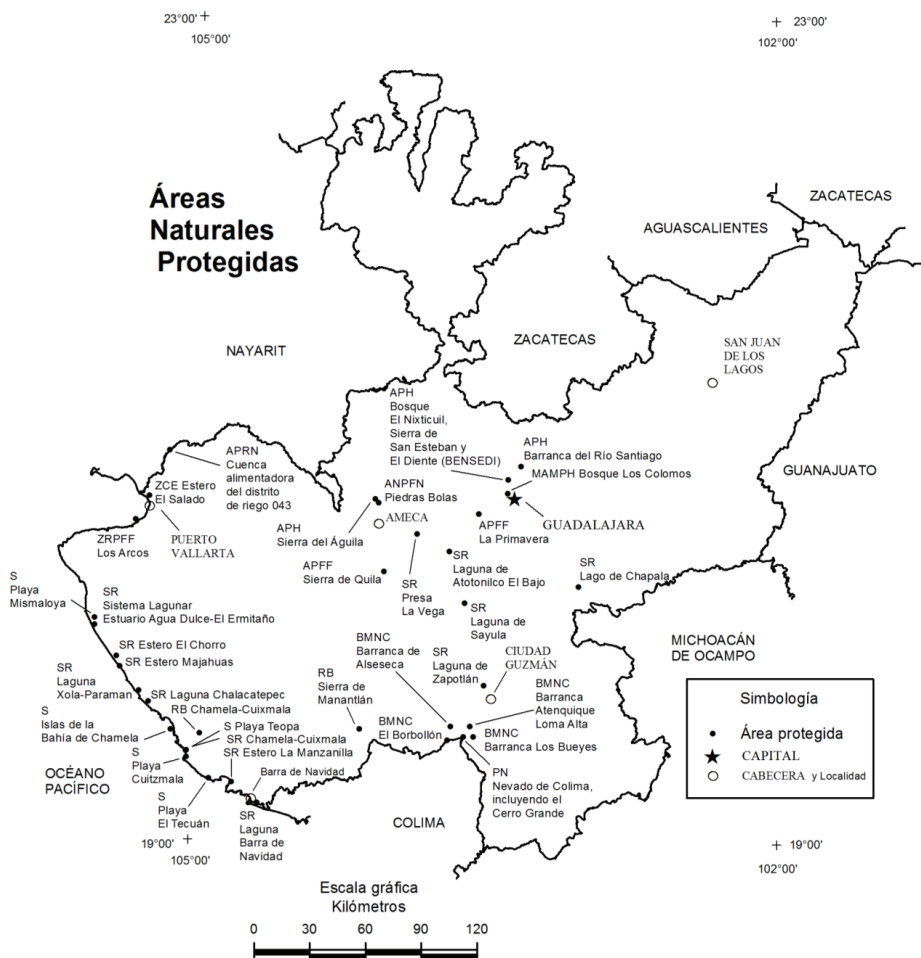 23°00'
105°00'
23°00'
102°00'
Áreas
Naturales
Protegidas
ZACATECAS
AGUASCALIENTES
NAYARIT
ZACATECAS
SAN JUAN
DE LOS
LAGOS
GUANAJUATO
APH
Bosque
El Nixticuil,
Sierra de
San Esteban y
El Diente (BENSEDI)
APH
Barranca del Río Santiago
MAMPH Bosque Los Colomos
APRN
Cuenca
alimentadora
del distrito
de riego 043
ZCE Estero
El Salado
ANPFN
Piedras Bolas
AMECA
GUADALAJARA
APFF
La Primavera
PUERTO
VALLARTA
ZRPFF
Los Arcos
APH
Sierra del Águila
APFF
Sierra de Quila
SR
Presa
La Vega
SR
Laguna de
Atotonilco El Bajo
SR
Lago de Chapala
SR
Laguna de
Sayula
S
Playa
Mismaloya
SR
Sistema Lagunar
Estuario Agua Dulce-El Ermitaño
SR Estero El Chorro
SR Estero Majahuas
SR
Laguna
Xola-Paraman
SR Laguna Chalacatepec
RB Chamela-Cuixmala
S
Islas de la
Bahía de Chamela
S Playa Teopa
SR Chamela-Cuixmala
SR Estero La Manzanilla
S
Playa
Cuitzmala
Barra de Navidad
S
Playa
El Tecuán
SR
Laguna
Barra de
Navidad
RB
Sierra de
Manantlán
BMNC
Barranca de
Alseseca
SR
Laguna de
Zapotlán
CIUDAD
GUZMÁN
BMNC
Barranca
Atenquique
Loma Alta
BMNC
El Borbollón
BMNC
Barranca Los Bueyes
PN
Nevado de Colima,
incluyendo el
Cerro Grande
MICHOACÁN
DE OCAMPO
OCÉANO
PACÍFICO
COLIMA
Simbología
Área protegida
CAPITAL
CABECERA y Localidad
19°00'
105°00'
19°00'
102°00'
Escala gráfica
Kilómetros
0 30 60 90 120